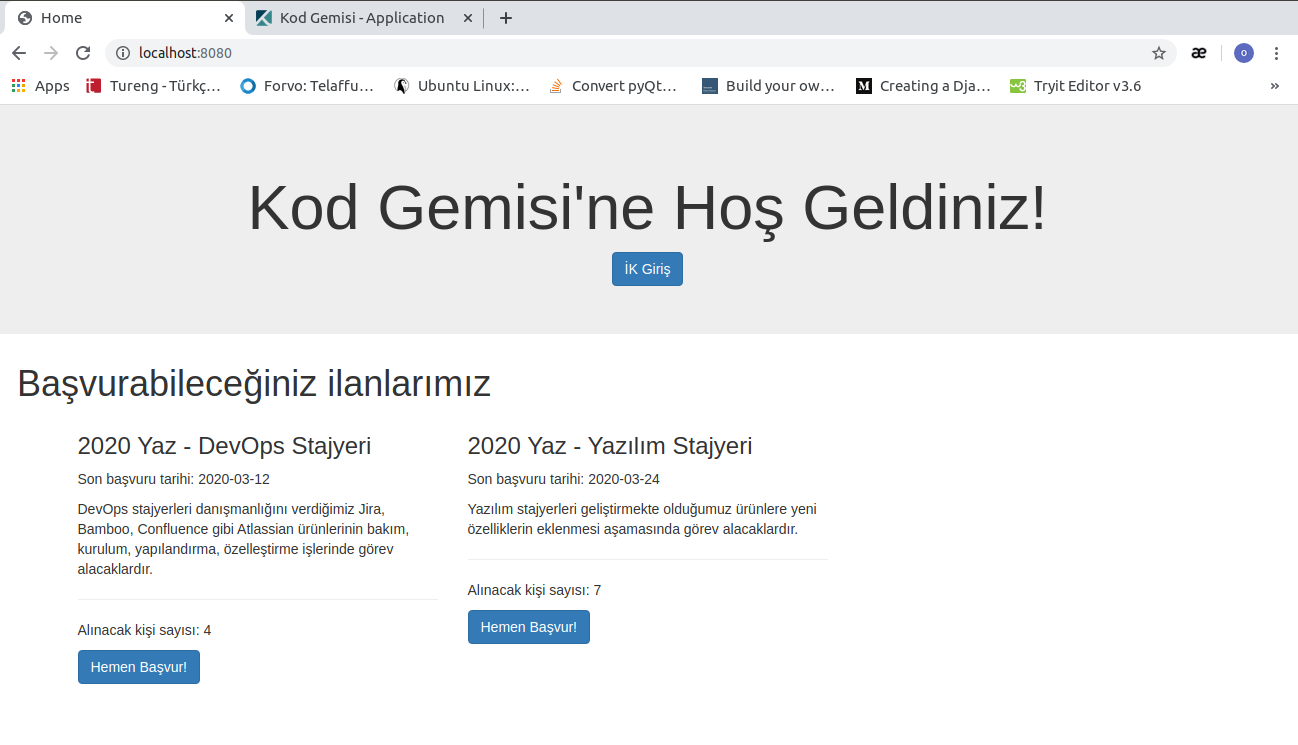 Home
Kod Gemisi - Application
localhost:8080
Apps
Tureng - Türkç...
Forvo: Telaffu...
Ubuntu Linux:...
Convert pyQt...
Build your ow...
Creating a Dja...
Tryit Editor v3.6
Kod Gemisi'ne Hoş Geldiniz!
İK Giriş
Başvurabileceğiniz ilanlarımız
2020 Yaz - DevOps Stajyeri
Son başvuru tarihi: 2020-03-12
DevOps stajyerleri danışmanlığını verdiğimiz Jira,
Bamboo, Confluence gibi Atlassian ürünlerinin bakım,
kurulum, yapılandırma, özelleştirme işlerinde görev
alacaklardır.
Alınacak kişi sayısı: 4
Hemen Başvur!
2020 Yaz - Yazılım Stajyeri
Son başvuru tarihi: 2020-03-24
Yazılım stajyerleri geliştirmekte olduğumuz ürünlere yeni
özelliklerin eklenmesi aşamasında görev alacaklardır.
Alınacak kişi sayısı: 7
Hemen Başvur!